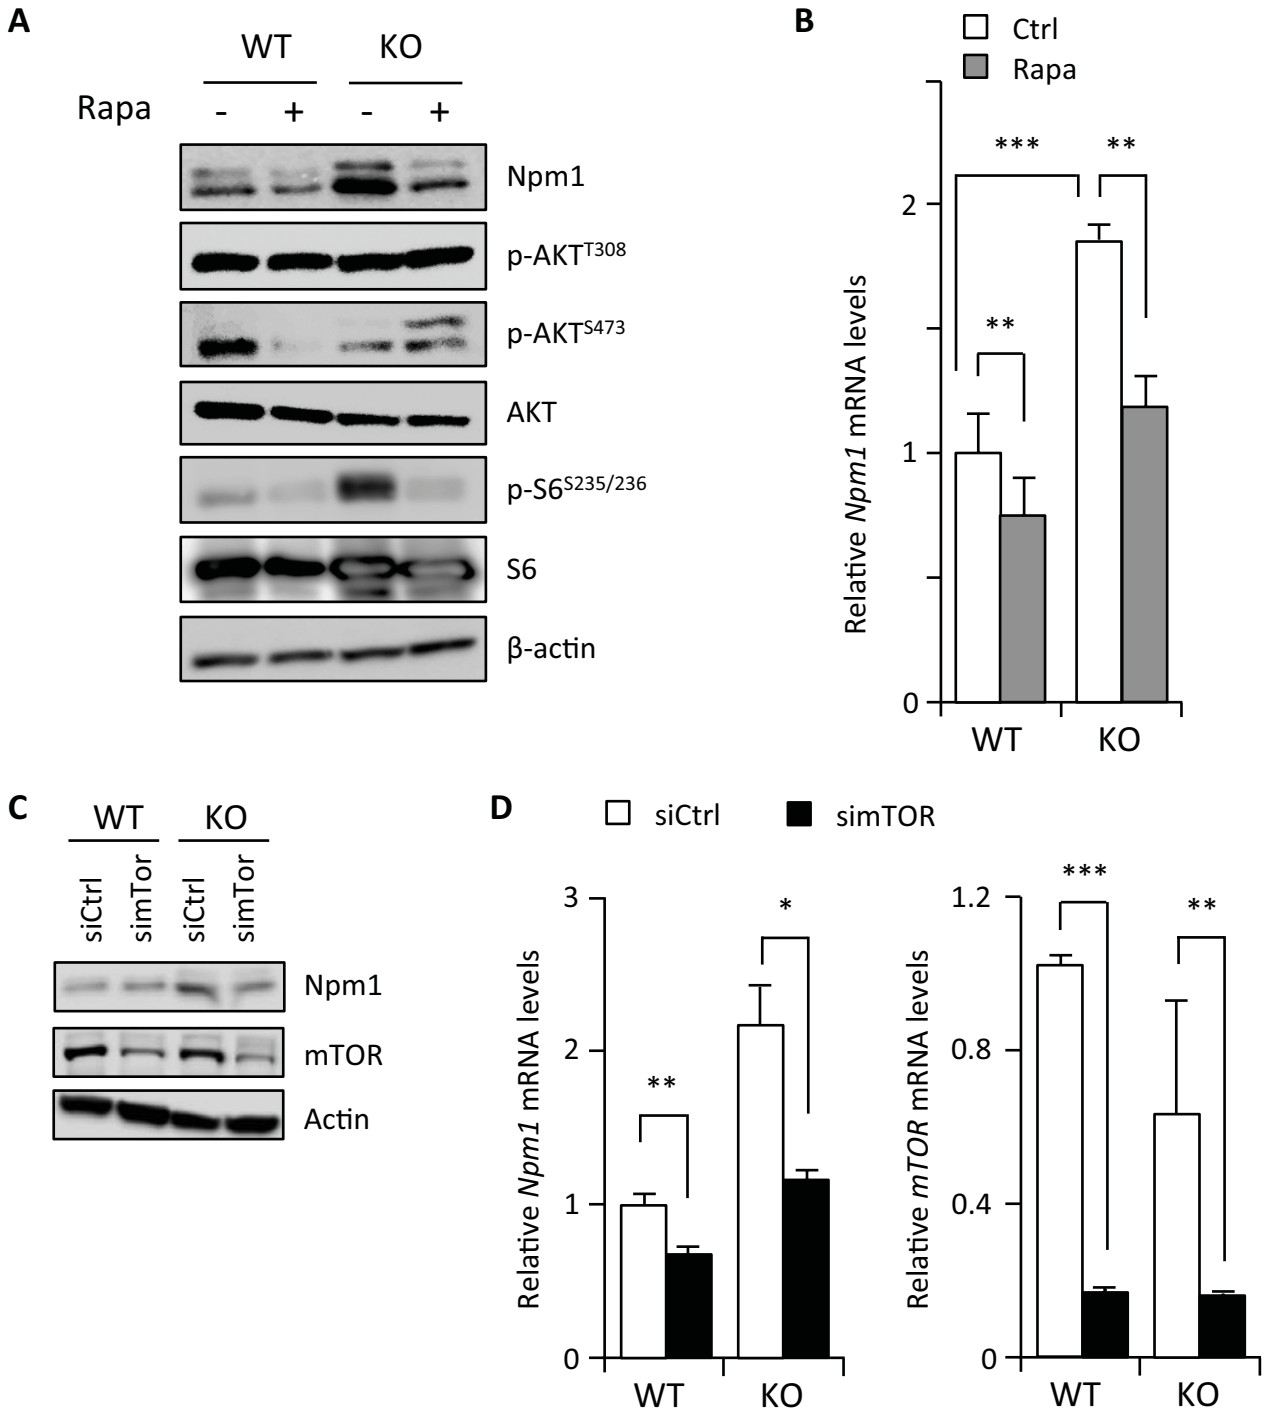 A
WT KO
Rapa - + - +
Npm1
p-AKT^T308
p-AKT^S473
AKT
p-S6^S235/236
S6
β-actin
B
Ctrl
Rapa
Relative Npm1 mRNA levels
2
1
0
*** **
**
WT KO
C
WT KO
siCtrl simTor siCtrl simTor
Npm1
mTOR
Actin
D
siCtrl simTOR
Relative Npm1 mRNA levels
3
2
1
0
*
**
WT KO
Relative mTOR mRNA levels
1.2
0.8
0.4
0
***
**
WT KO